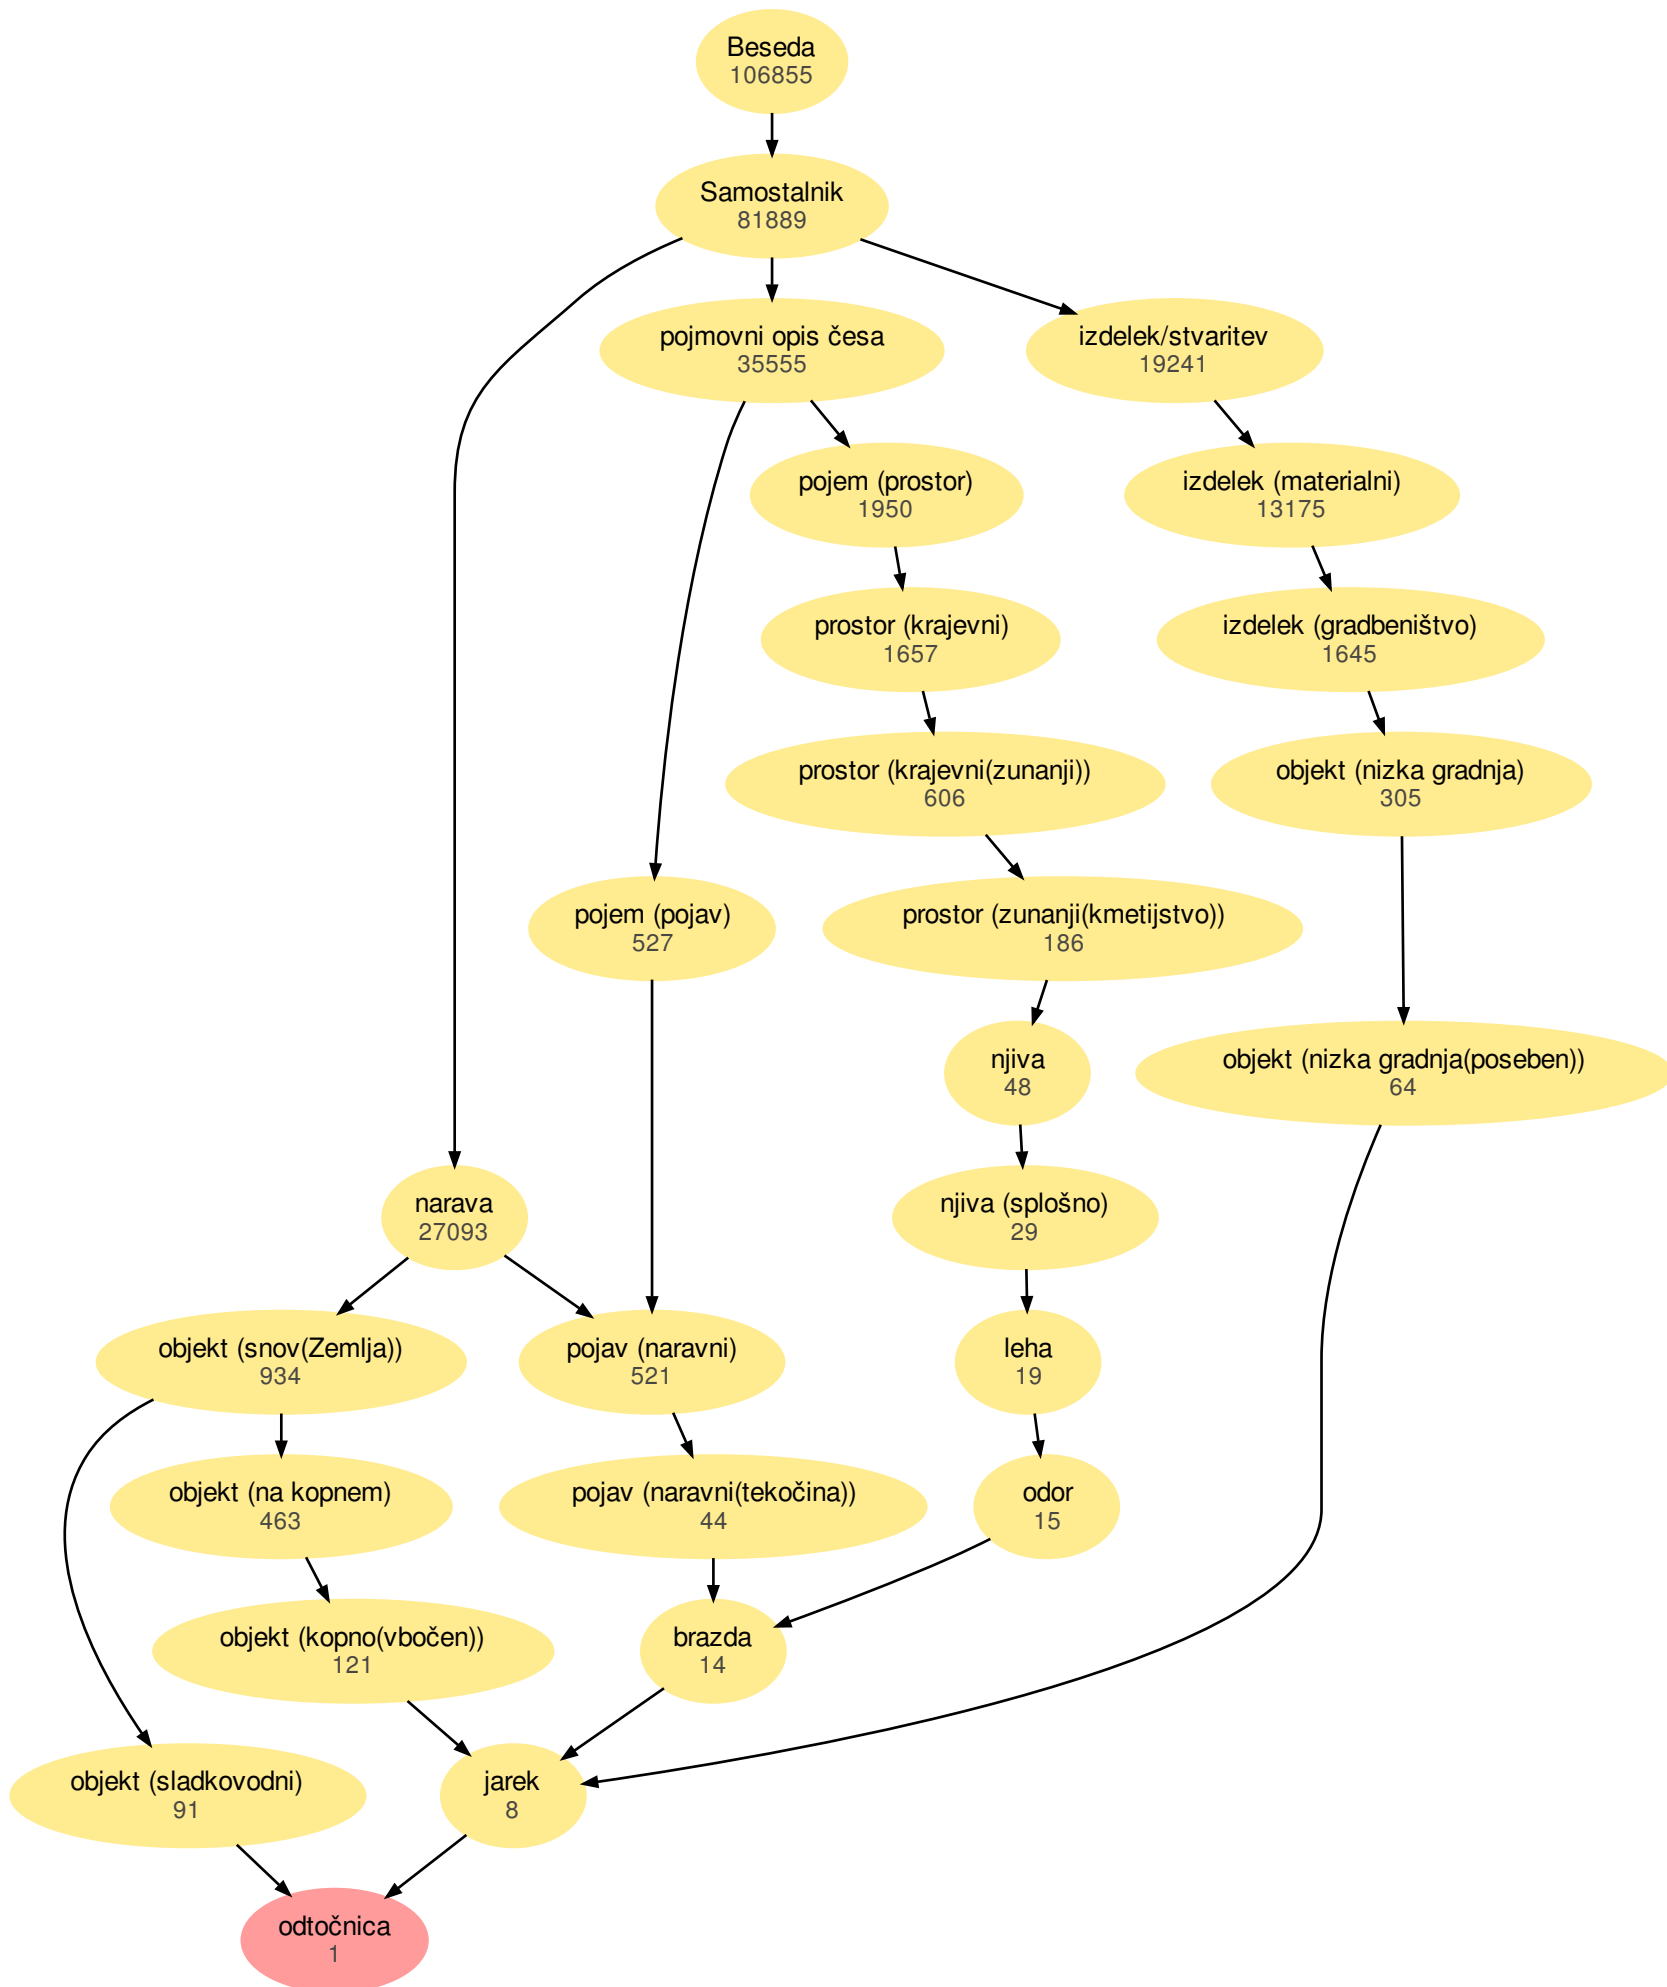 Beseda
106855
Samostalnik
81889
pojmovni opis česa
35555
izdelek/stvaritev
19241
pojem (prostor)
1950
izdelek (materialni)
13175
prostor (krajevni)
1657
izdelek (gradbeništvo)
1645
prostor (krajevni(zunanji))
606
objekt (nizka gradnja)
305
pojem (pojav)
527
prostor (zunanji(kmetijstvo))
186
njiva
48
objekt (nizka gradnja(poseben))
64
narava
27093
njiva (splošno)
29
objekt (snov(Zemlja))
934
pojav (naravni)
521
leha
19
objekt (na kopnem)
463
pojav (naravni(tekočina))
44
odor
15
objekt (kopno(vbočen))
121
brazda
14
objekt (sladkovodni)
91
jarek
8
odtočnica
1